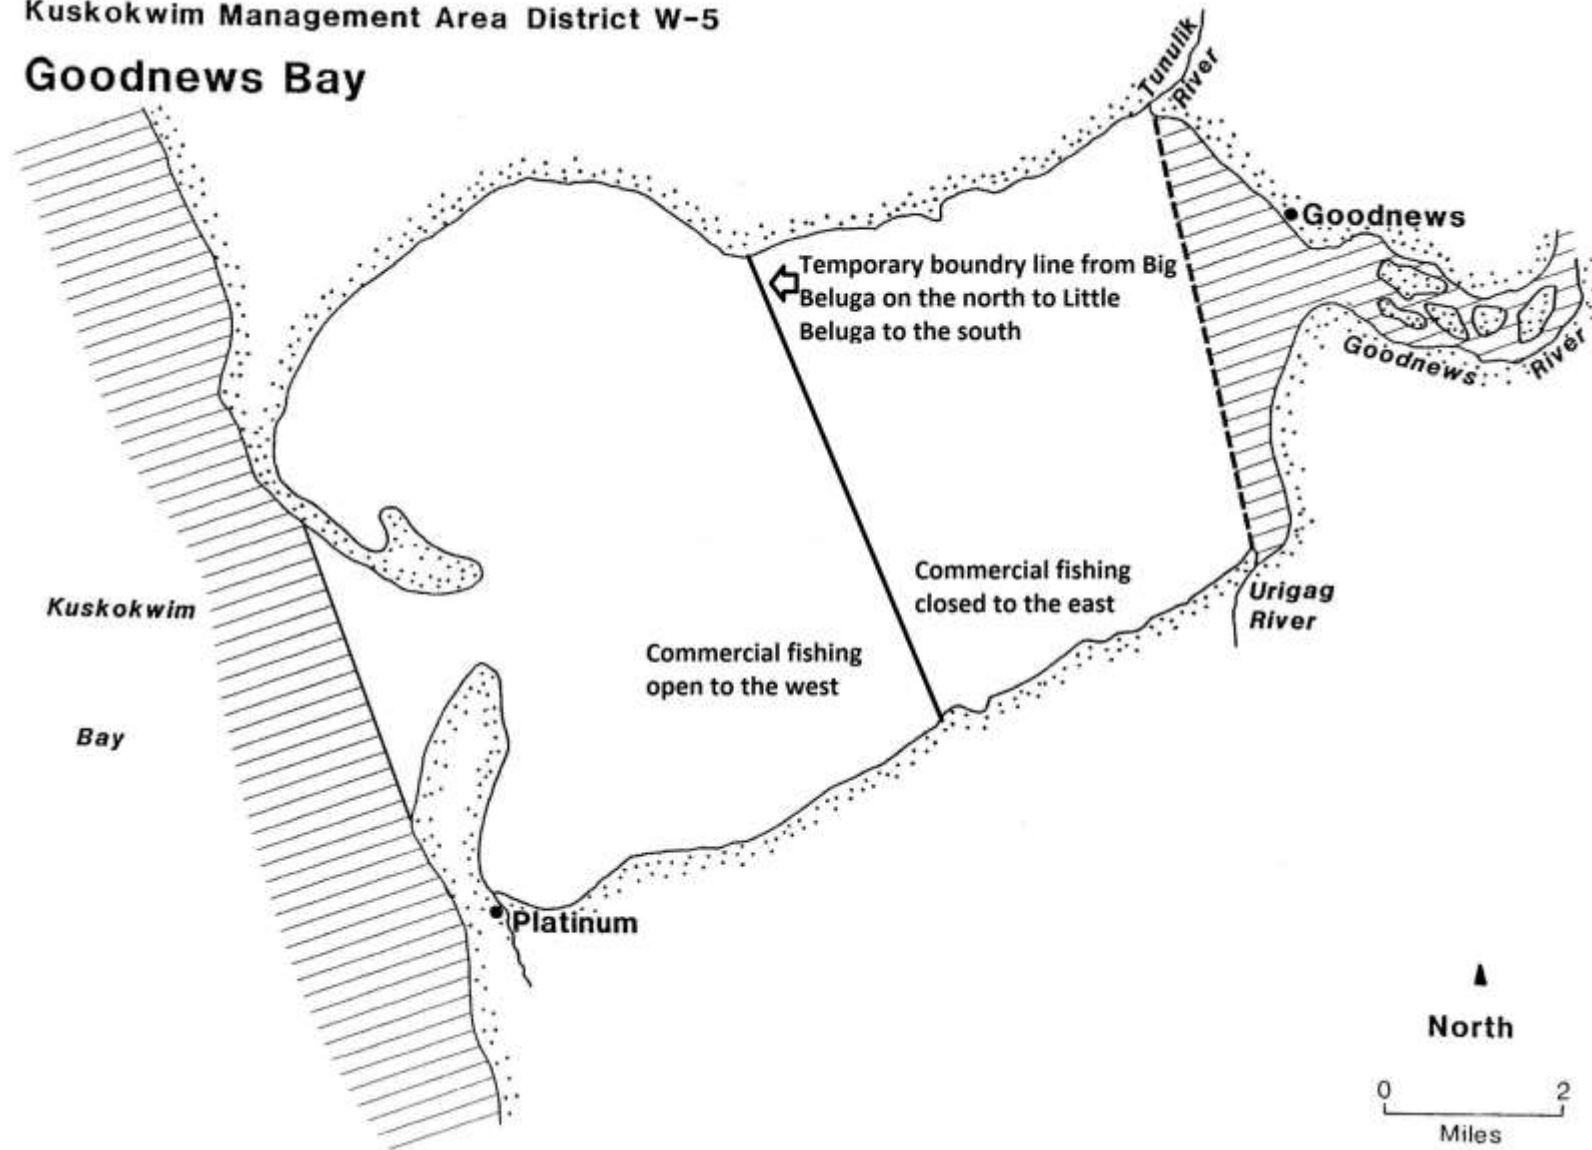 Kuskokwim Management Area District W-5
Goodnews Bay
Tunulik
River
Goodnews
Temporary boundry line from Big
Beluga on the north to Little
Beluga to the south
Goodnews
River
Commercial fishing
closed to the east
Urigag
River
Kuskokwim
Bay
Commercial fishing
open to the west
Platinum
North
0 2
Miles